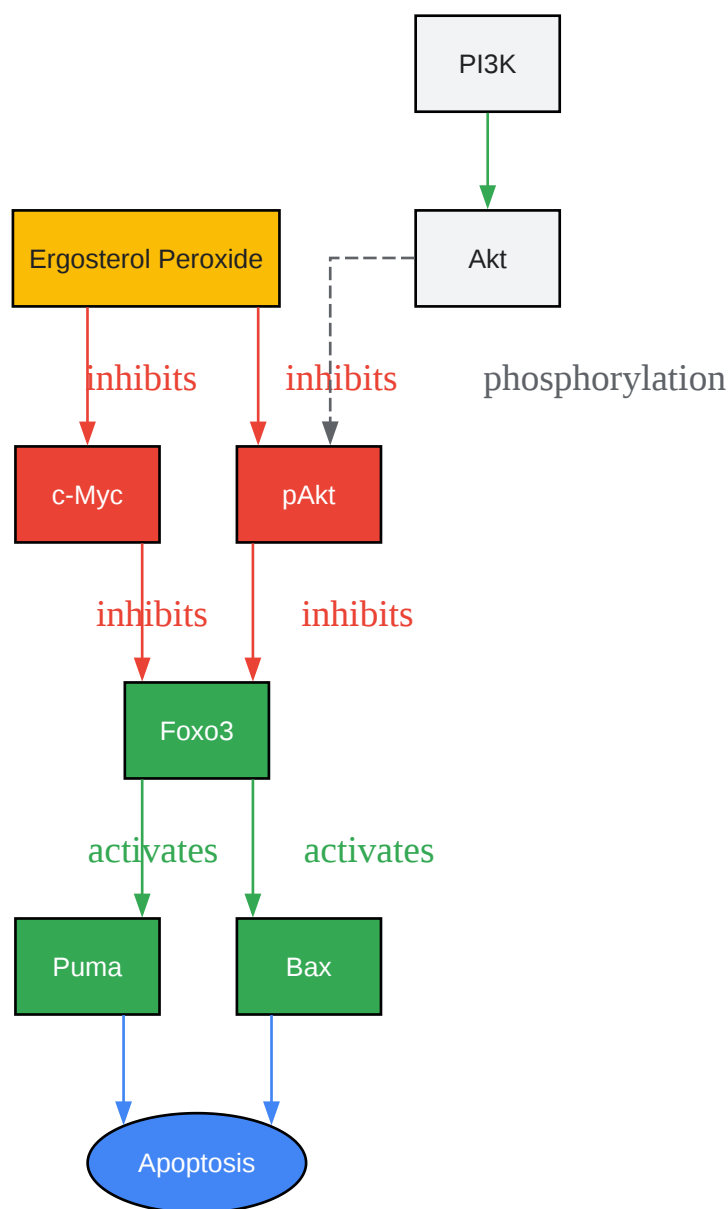 PI3K
Ergosterol Peroxide
Akt
inhibits
inhibits
phosphorylation
c-Myc
pAkt
inhibits
inhibits
Foxo3
activates
activates
Puma
Bax
Apoptosis